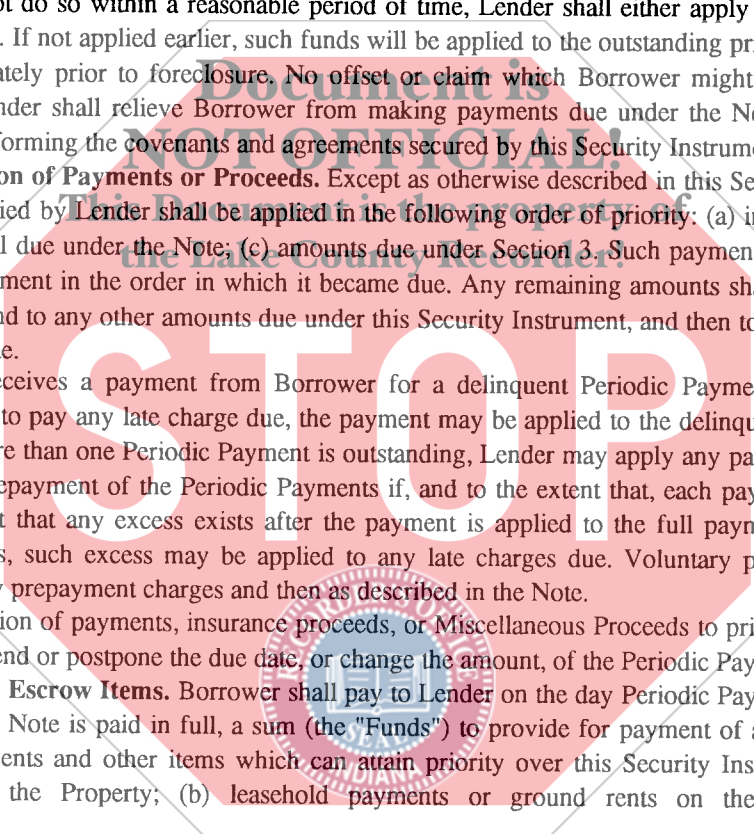 ot do so within a reasonable period of time, Lender shall either apply
. If not applied earlier, such funds will be applied to the outstanding pri
ately prior to foreclosure. No offset or claim which Borrower might
Document is
nder shall relieve Borrower from making payments due under the N
NOT OFFICIAL!
orming the covenants and agreements secured by this Security Instrume
on of Payments or Proceeds. Except as otherwise described in this Se
This Document is the property of
ied by Lender shall be applied in the following order of priority: (a) i
the Lake County Recorder!
l due under the Note; (c) amounts due under Section 3. Such paymen
ment in the order in which it became due. Any remaining amounts sh
nd to any other amounts due under this Security Instrument, and then to
e.
STOP
eceives a payment from Borrower for a delinquent Periodic Payme
to pay any late charge due, the payment may be applied to the delinqu
re than one Periodic Payment is outstanding, Lender may apply any pa
epayment of the Periodic Payments if, and to the extent that, each pay
t that any excess exists after the payment is applied to the full paym
s, such excess may be applied to any late charges due. Voluntary p
y prepayment charges and then as described in the Note.
ion of payments, insurance proceeds, or Miscellaneous Proceeds to pri
end or postpone the due date, or change the amount, of the Periodic Pay
RECORDER'S OFFICE
Escrow Items. Borrower shall pay to Lender on the day Periodic Pay
Note is paid in full, a sum (the "Funds") to provide for payment of a
SEAL
ents and other items which can attain priority over this Security Ins
INDIANA
the Property; (b) leasehold payments or ground rents on the